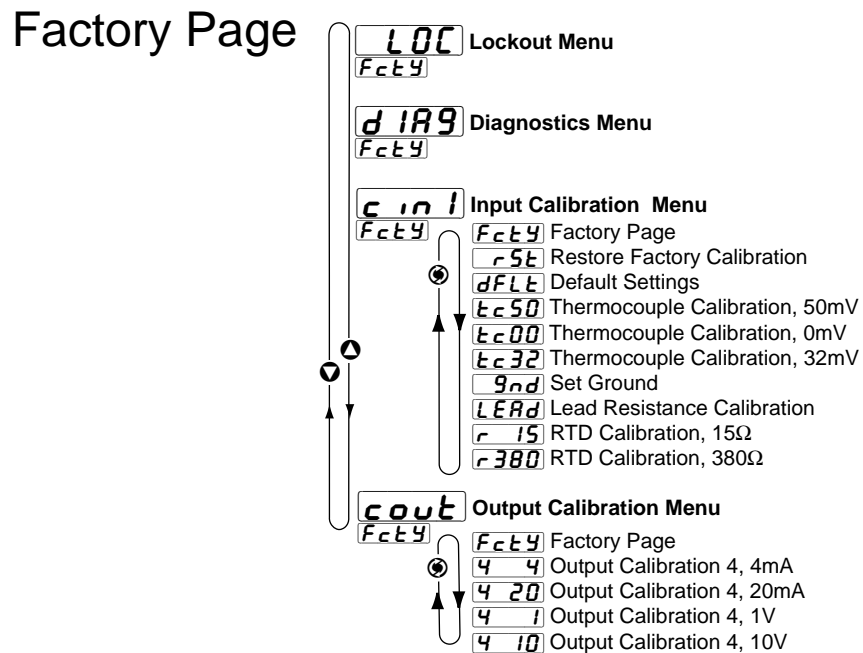 Factory Page
LOC Lockout Menu
FctY
dIAg Diagnostics Menu
FctY
cin1 Input Calibration Menu
FctY
FctY Factory Page
rSt Restore Factory Calibration
dFLt Default Settings
tc50 Thermocouple Calibration, 50mV
tc00 Thermocouple Calibration, 0mV
tc32 Thermocouple Calibration, 32mV
gnd Set Ground
LEAd Lead Resistance Calibration
r 15 RTD Calibration, 15Ω
r380 RTD Calibration, 380Ω
cout Output Calibration Menu
FctY
FctY Factory Page
4 4 Output Calibration 4, 4mA
4 20 Output Calibration 4, 20mA
4 1 Output Calibration 4, 1V
4 10 Output Calibration 4, 10V